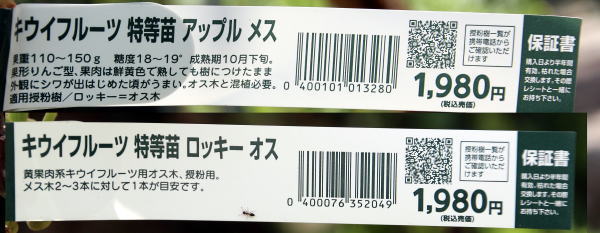 キウイフルーツ 特等苗 アップル メス
果重110~150g 糖度18~19° 成熟期10月下旬。
果形りんご型、果肉は鮮黄色で熟しても樹につけたまま
外観にシワが出はじめた頃がうまい。オス木と混植必要。
適用授粉樹/ロッキー=オス木
0 400101 013280
授粉樹一覧が
携帯電話から
ご確認いた
だけます
1,980円
(税込売価)
保証書
購入日より半年間
有効、枯れた場合
交換します、その際
レシートと一緒に
お持ち下さい。
キウイフルーツ 特等苗 ロッキー オス
黄果肉系キウイフルーツ用オス木、授粉用。
メス木2~3本に対して1本が目安です。
0 400076 352049
授粉樹一覧が
携帯電話から
ご確認いた
だけます
1,980円
(税込売価)
保証書
購入日より半年間
有効、枯れた場合
交換します、その際
レシートと一緒に
お持ち下さい。